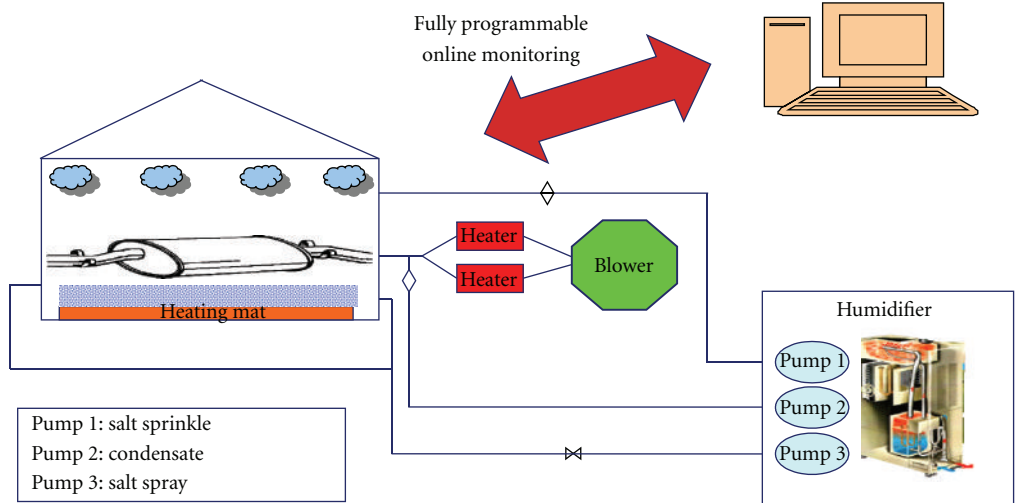 Fully programmable
online monitoring
Heater
Heater
Blower
Heating mat
Humidifier
Pump 1
Pump 2
Pump 3
Pump 1: salt sprinkle
Pump 2: condensate
Pump 3: salt spray